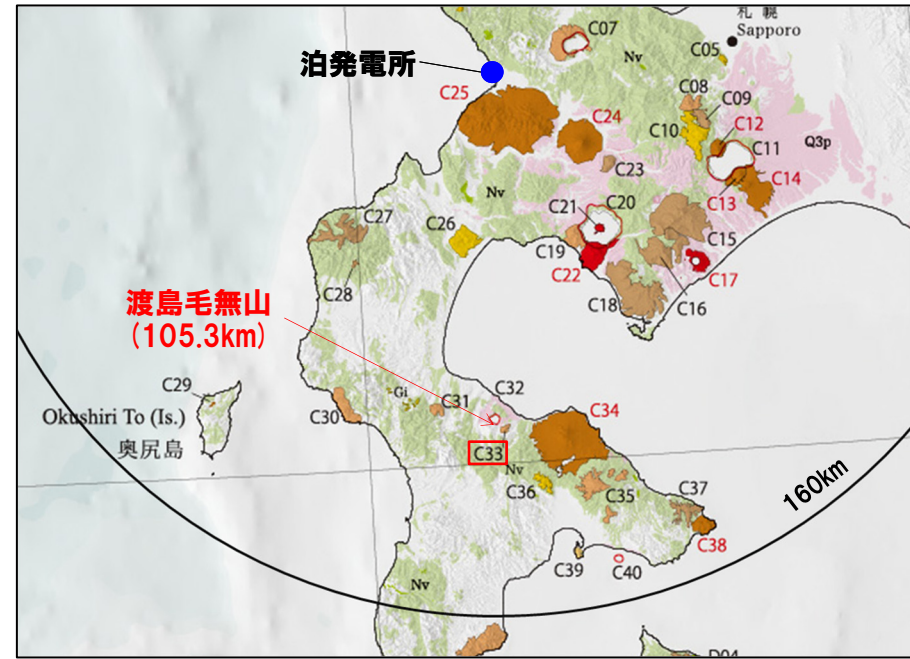 札 幌
Sapporo
C07
Nv
C05
泊発電所
C25
C24
C08
C09
C10
C12
C11
Q3p
C23
C14
C13
Nv
C21
C20
C27
C26
C19
C15
C22
C17
C28
C18
C16
渡島毛無山
(105.3km)
C29
C32
Gi
C31
C34
Okushiri To (Is.)
C30
奥尻島
C33
Nv
160km
C36
C35
C37
C38
C39
C40
Nv
D04